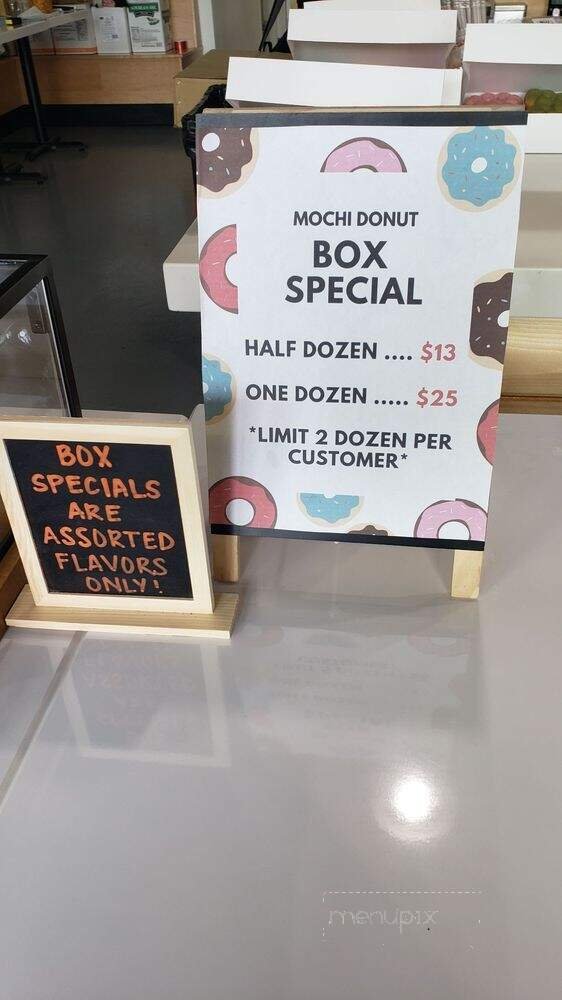 MOCHI DONUT
BOX
SPECIAL
HALF DOZEN .... $13
ONE DOZEN ..... $25
*LIMIT 2 DOZEN PER
CUSTOMER*
BOX
SPECIALS
ARE
ASSORTED
FLAVORS
ONLY!
menupix